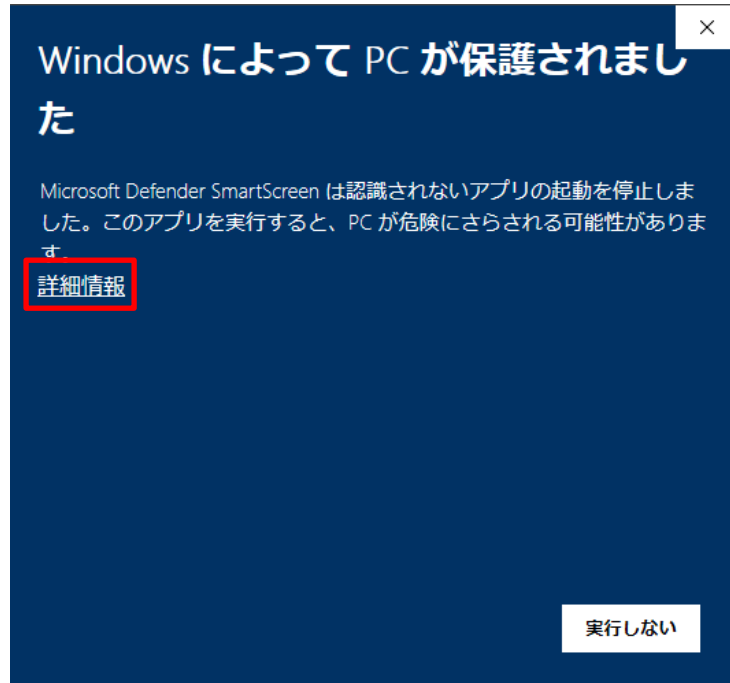 Windows によって PC が保護されまし
た
Microsoft Defender SmartScreen は認識されないアプリの起動を停止しま
した。このアプリを実行すると、PC が危険にさらされる可能性がありま
す。
詳細情報
実行しない